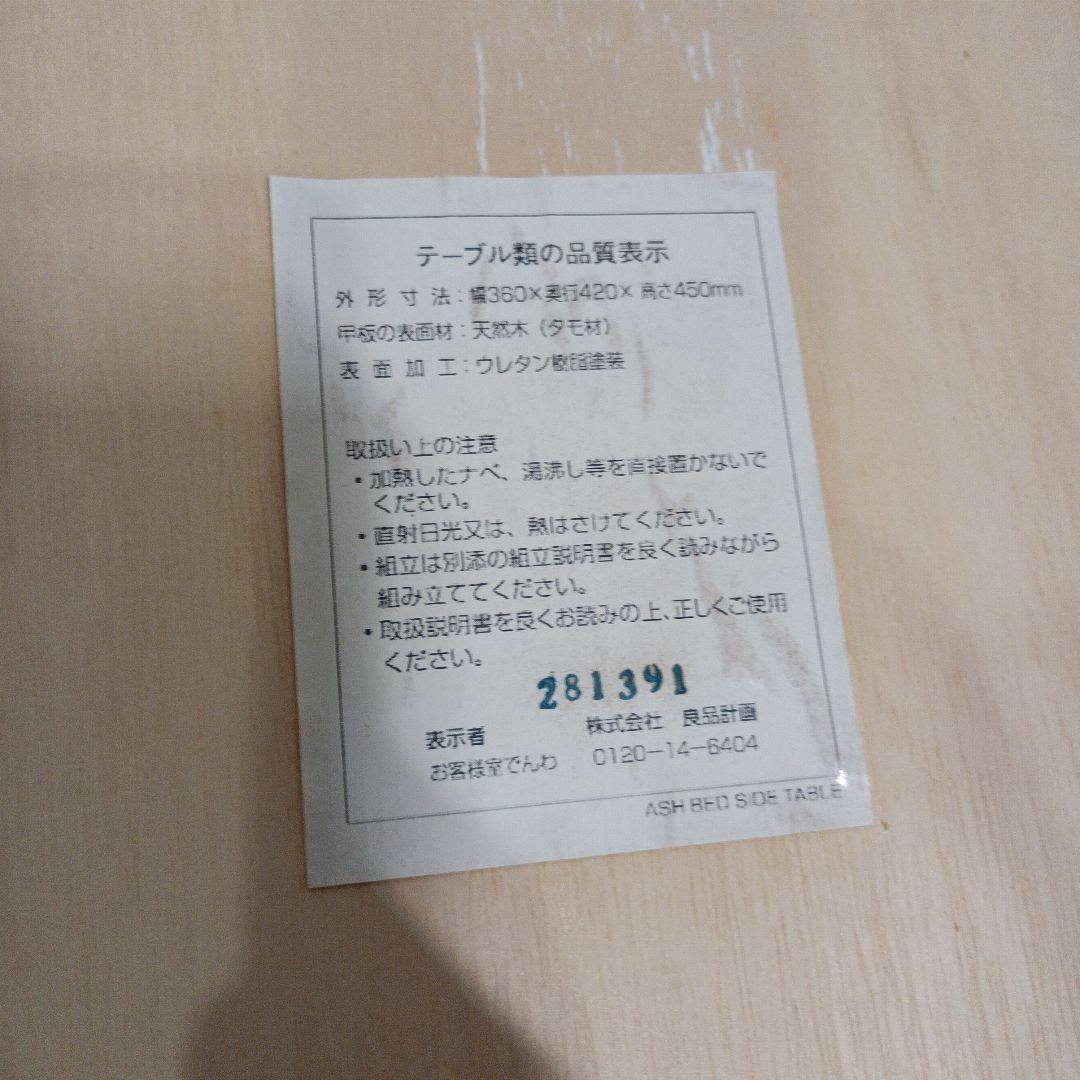 テーブル類の品質表示
外形寸法：幅360×奥行420×高さ450mm
甲板の表面材：天然木（タモ材）
表面加工：ウレタン樹脂塗装
取扱い上の注意
・加熱したナベ、湯沸し等を直接置かないで
ください。
・直射日光又は、熱はさけてください。
・組立は別添の組立説明書を良く読みながら
組み立ててください。
・取扱説明書を良くお読みの上、正しくご使用
ください。
281391
表示者 株式会社 良品計画
お客様室でんわ 0120-14-6404
ASH BED SIDE TABLE